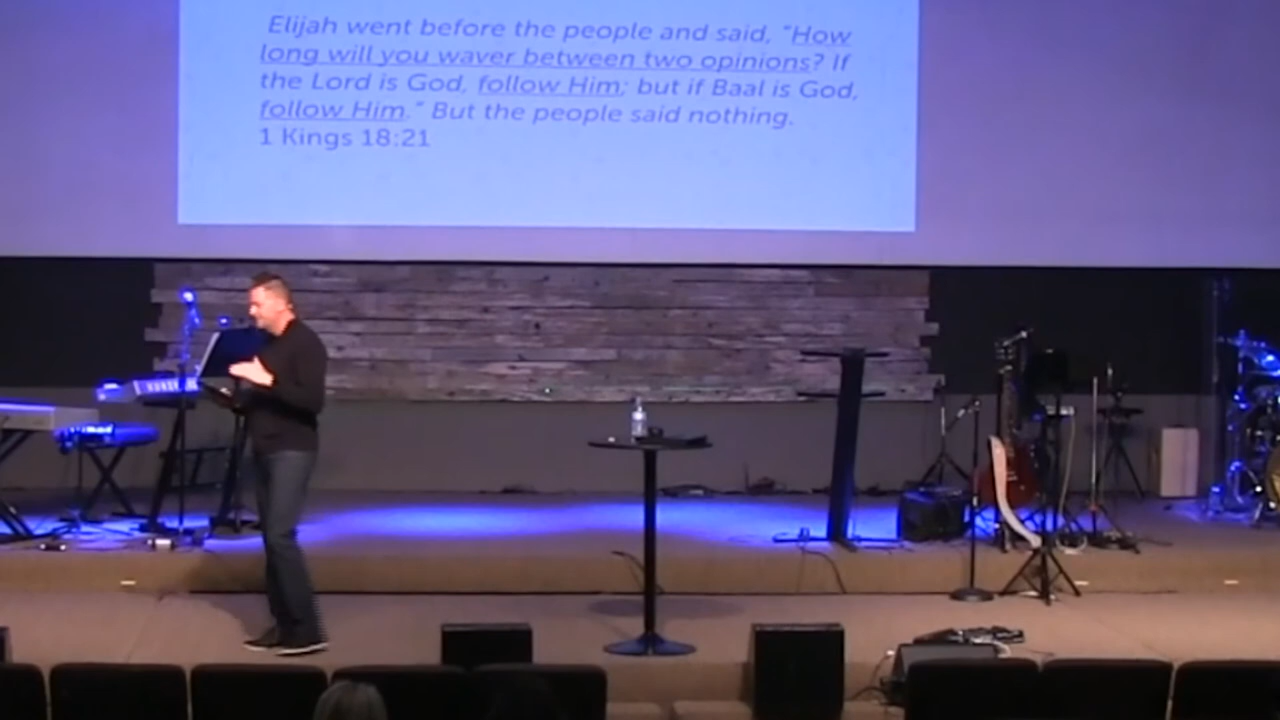 Elijah went before the people and said, "How
long will you waver between two opinions? If
the Lord is God, follow Him; but if Baal is God,
follow Him." But the people said nothing.
1 Kings 18:21